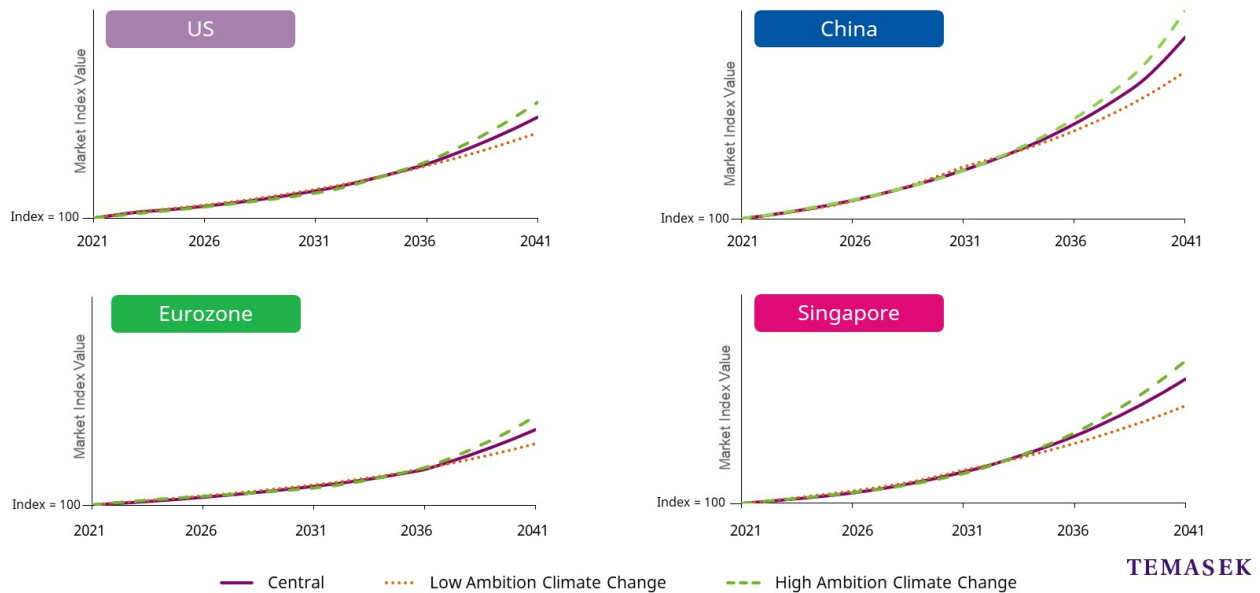 US
Market Index Value
Index = 100
2021 2026 2031 2036 2041
China
Market Index Value
Index = 100
2021 2026 2031 2036 2041
Eurozone
Market Index Value
Index = 100
2021 2026 2031 2036 2041
Singapore
Market Index Value
Index = 100
2021 2026 2031 2036 2041
Central Low Ambition Climate Change High Ambition Climate Change
TEMASEK